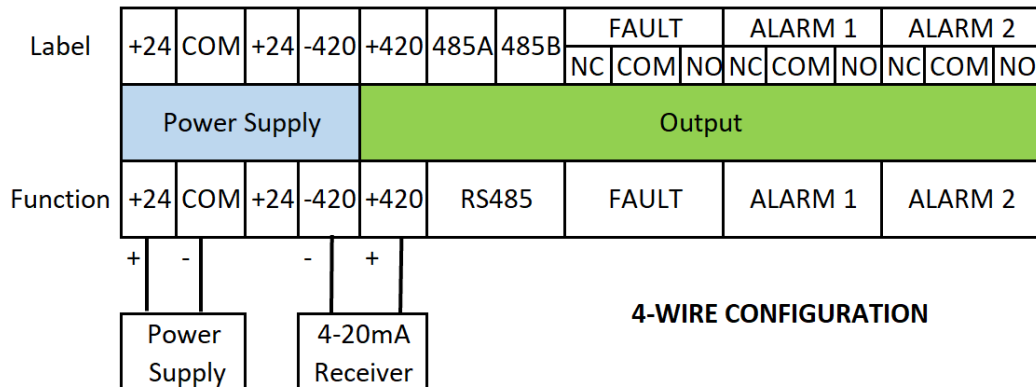 Label +24 COM +24 -420 +420 485A 485B FAULT ALARM 1 ALARM 2
NC COM NO NC COM NO NC COM NO
Power Supply Output
Function +24 COM +24 -420 +420 RS485 FAULT ALARM 1 ALARM 2
+ - - +
4-WIRE CONFIGURATION
Power Supply
4-20mA Receiver